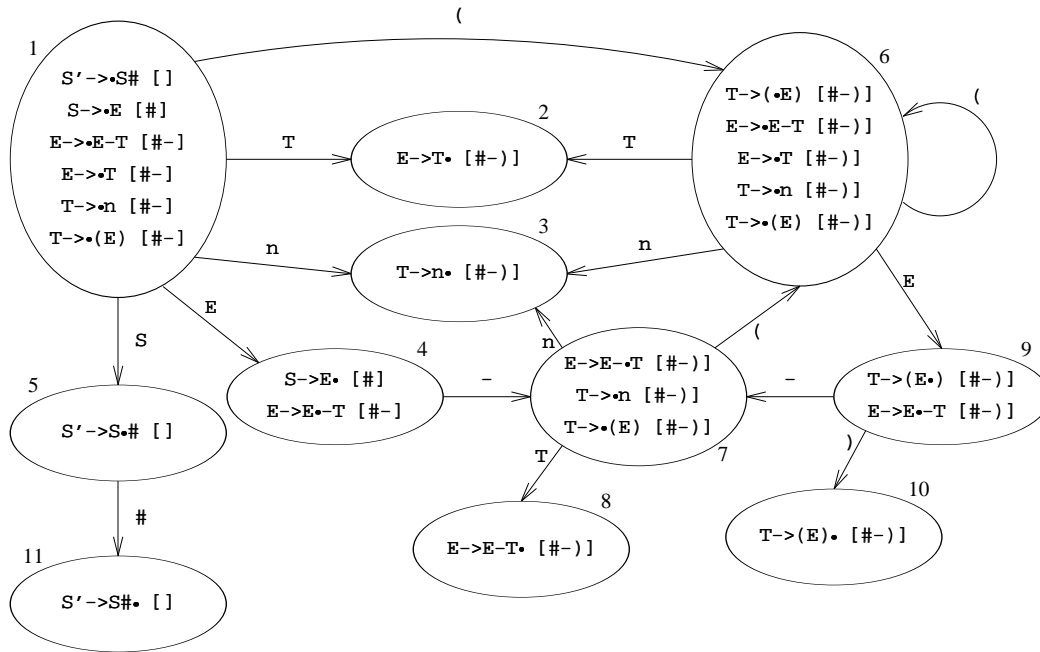 (
1
S'->•S# []
S->•E [#]
E->•E-T [#-]
E->•T [#-]
T->•n [#-]
T->•(E) [#-]
6
T->(•E) [#-)]
E->•E-T [#-)]
E->•T [#-)]
T->•n [#-)]
T->•(E) [#-)]
(
2
E->T• [#-)]
T
T
3
T->n• [#-)]
n
n
E
E
S
n
(
4
S->E• [#]
E->E•-T [#-]
-
E->E-•T [#-)]
T->•n [#-)]
T->•(E) [#-)]
7
-
9
T->(E•) [#-)]
E->E•-T [#-)]
5
S'->S•# []
T
)
8
E->E-T• [#-)]
10
T->(E)• [#-)]
#
11
S'->S#• []